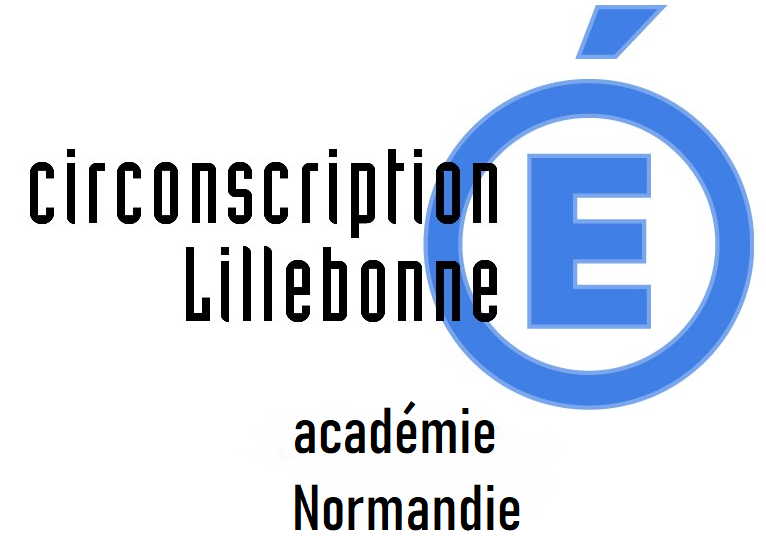 circonscription
Lillebonne
É
académie
Normandie